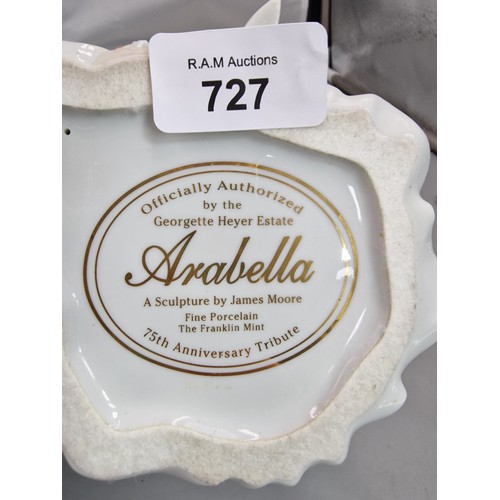 R.A.M Auctions
727
Officially Authorized
by the
Georgette Heyer Estate
Arabella
A Sculpture by James Moore
Fine Porcelain
The Franklin Mint
75th Anniversary Tribute